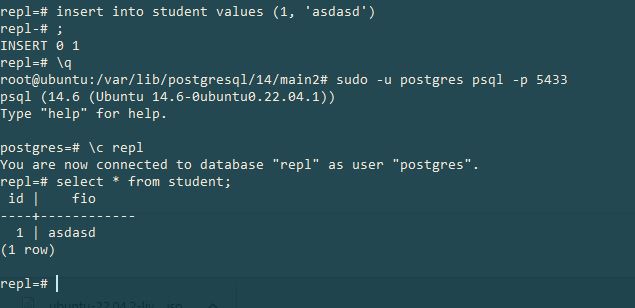 repl=# insert into student values (1, 'asdasd')
repl-# ;
INSERT 0 1
repl=# \q
root@ubuntu:/var/lib/postgresql/14/main2# sudo -u postgres psql -p 5433
psql (14.6 (Ubuntu 14.6-0ubuntu0.22.04.1))
Type "help" for help.

postgres=# \c repl
You are now connected to database "repl" as user "postgres".
repl=# select * from student;
 id |    fio
----+------------
  1 | asdasd
(1 row)

repl=#